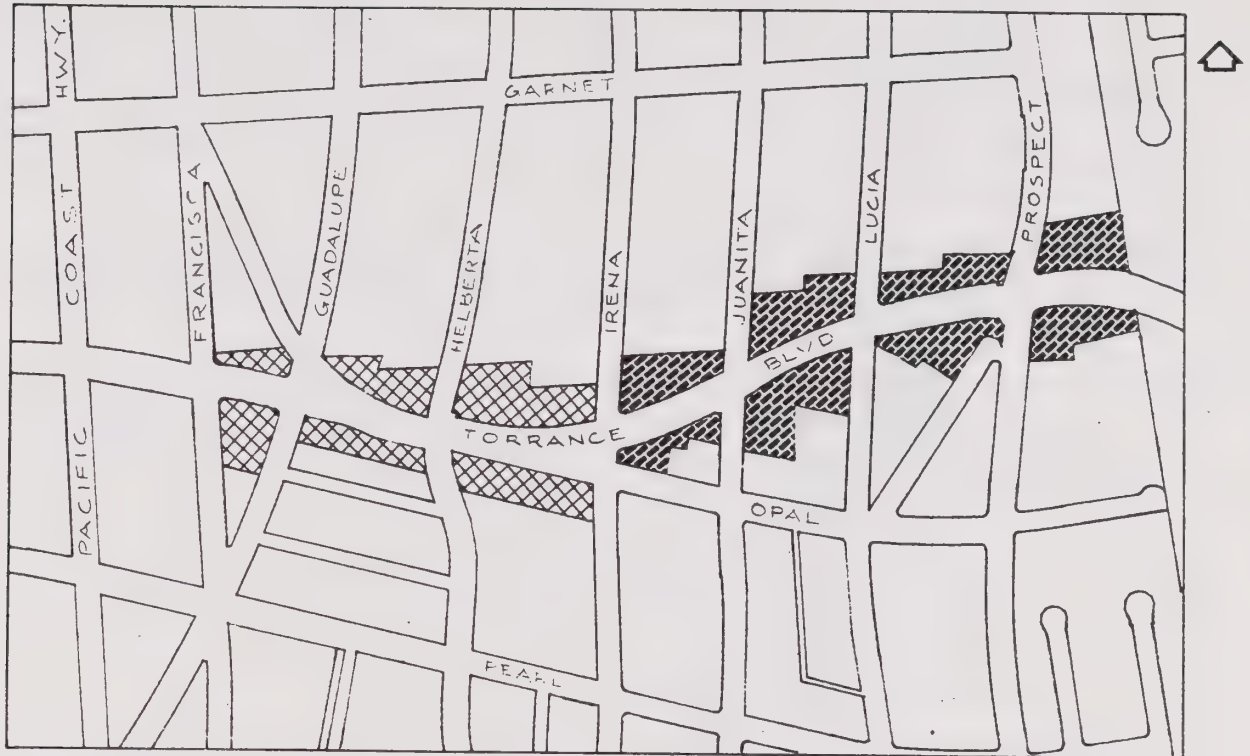 HWY.
GARNET
PROSPECT
COAST
FRANCISCA
GUADALUPE
HELBERTA
IRENA
JUANITA
LUCIA
BLVD
TORRANCE
PACIFIC
OPAL
PEARL